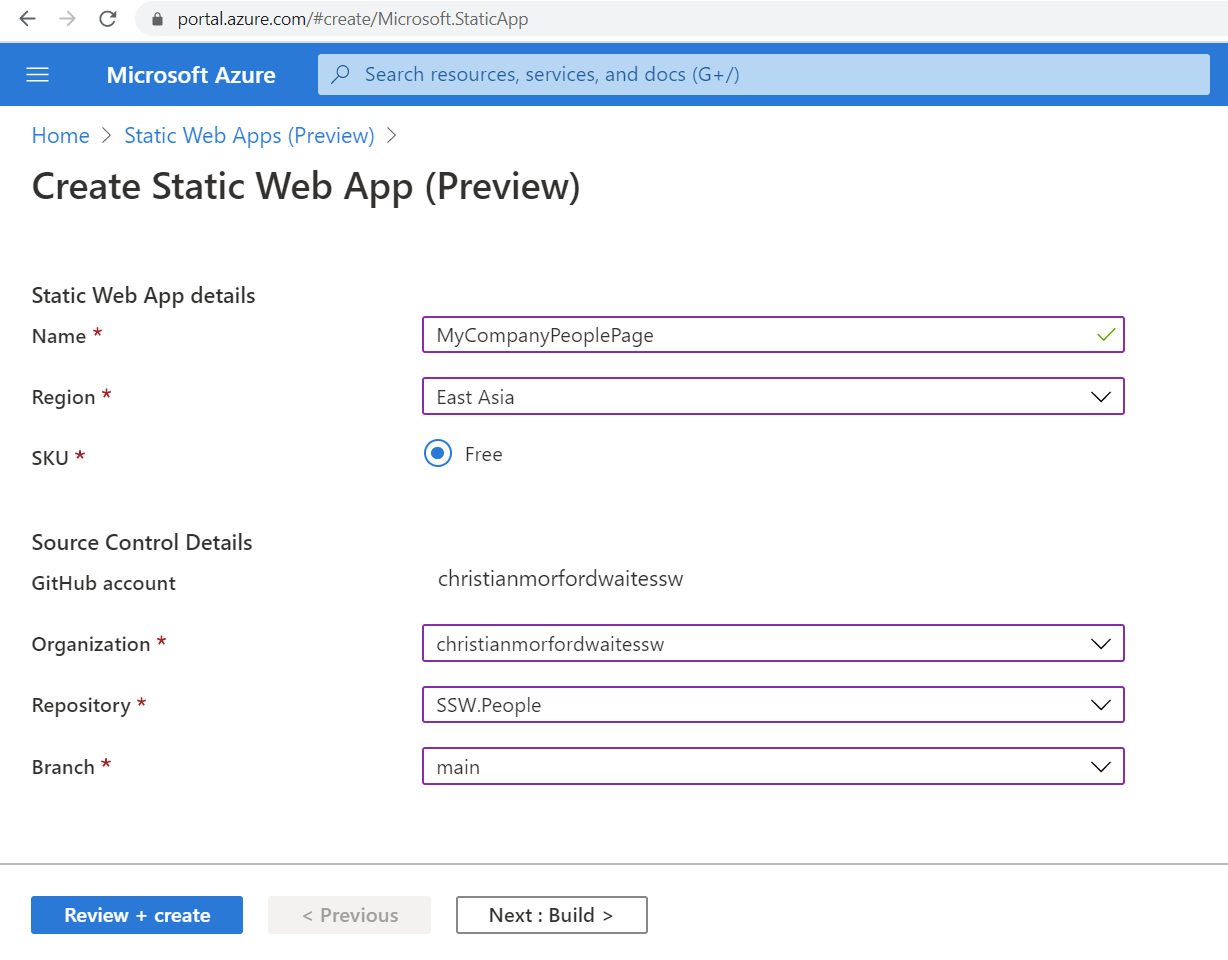 portal.azure.com/#create/Microsoft.StaticApp
Microsoft Azure
Search resources, services, and docs (G+/)
Home > Static Web Apps (Preview) >
Create Static Web App (Preview)
Static Web App details
Name * MyCompanyPeoplePage
Region * East Asia
SKU * Free
Source Control Details
GitHub account christianmorfordwaitessw
Organization * christianmorfordwaitessw
Repository * SSW.People
Branch * main
Review + create < Previous Next : Build >